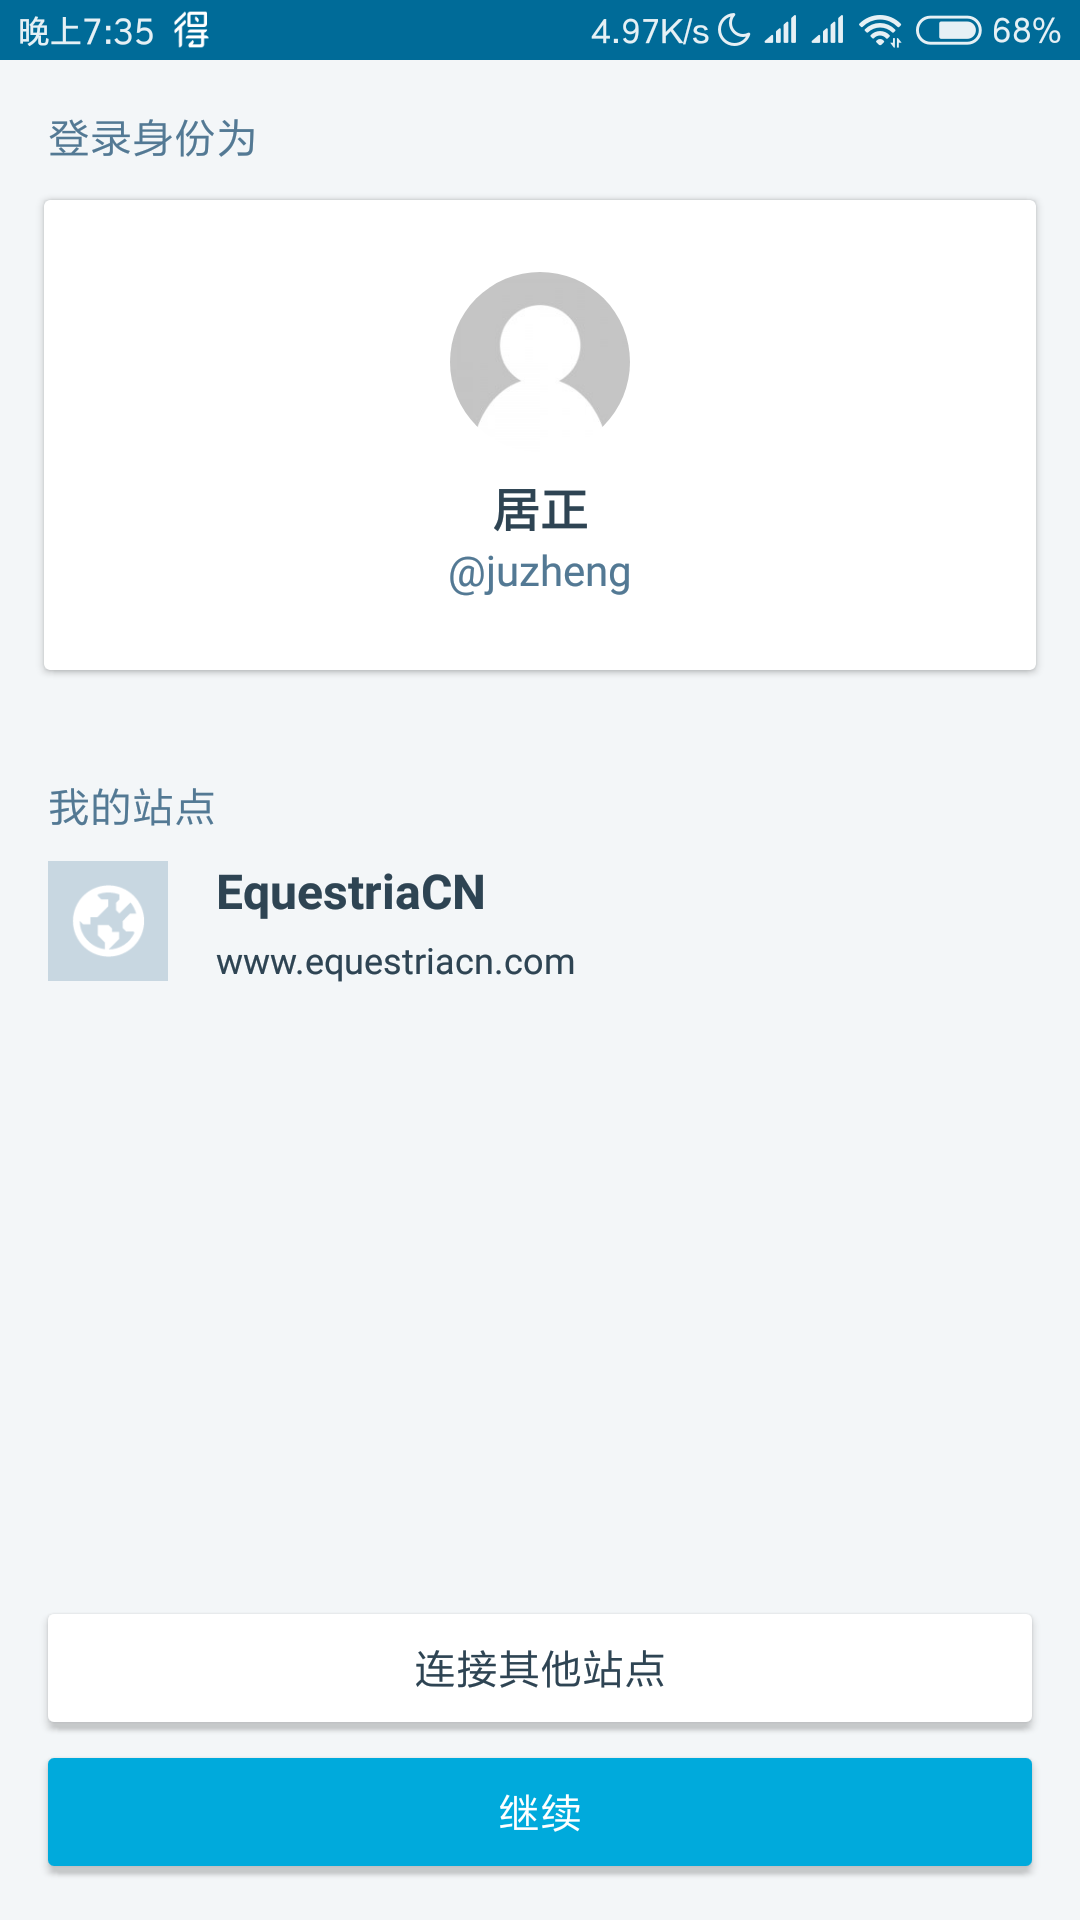 晚上7:35 得 4.97K/s 68%
登录身份为
居正
@juzheng
我的站点
EquestriaCN
www.equestriacn.com
连接其他站点
继续